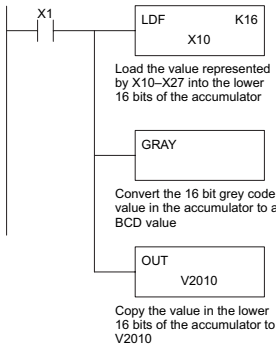 X1
LDF K16
X10
Load the value represented
by X10–X27 into the lower
16 bits of the accumulator
GRAY
Convert the 16 bit grey code
value in the accumulator to a
BCD value
OUT
V2010
Copy the value in the lower
16 bits of the accumulator to
V2010